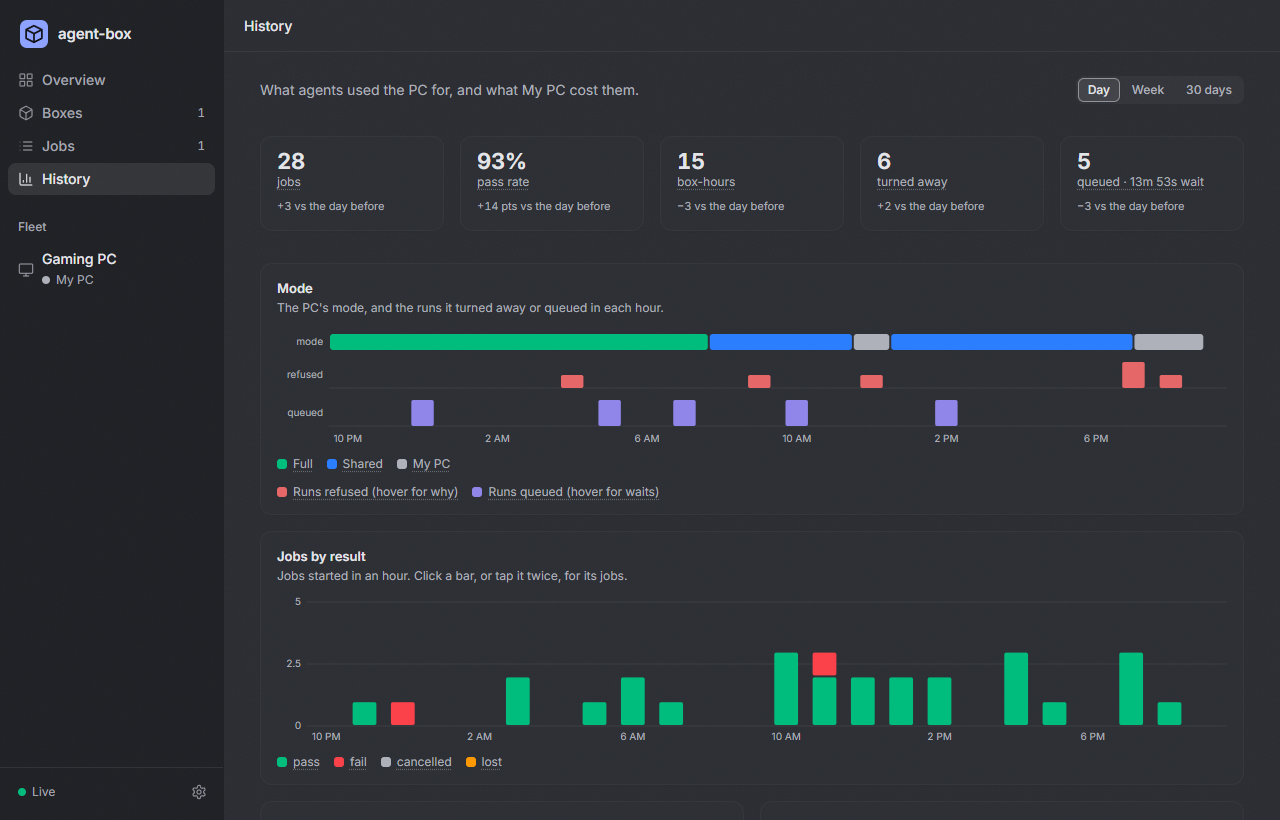 agent-box
Overview
Boxes 1
Jobs 1
History
Fleet
Gaming PC
My PC
Live
History
What agents used the PC for, and what My PC cost them.
Day Week 30 days
28
jobs
+3 vs the day before
93%
pass rate
+14 pts vs the day before
15
box-hours
−3 vs the day before
6
turned away
+2 vs the day before
5
queued · 13m 53s wait
−3 vs the day before
Mode
The PC's mode, and the runs it turned away or queued in each hour.
mode
refused
queued
10 PM 2 AM 6 AM 10 AM 2 PM 6 PM
Full Shared My PC
Runs refused (hover for why) Runs queued (hover for waits)
Jobs by result
Jobs started in an hour. Click a bar, or tap it twice, for its jobs.
5
2.5
0
10 PM 2 AM 6 AM 10 AM 2 PM 6 PM
pass fail cancelled lost